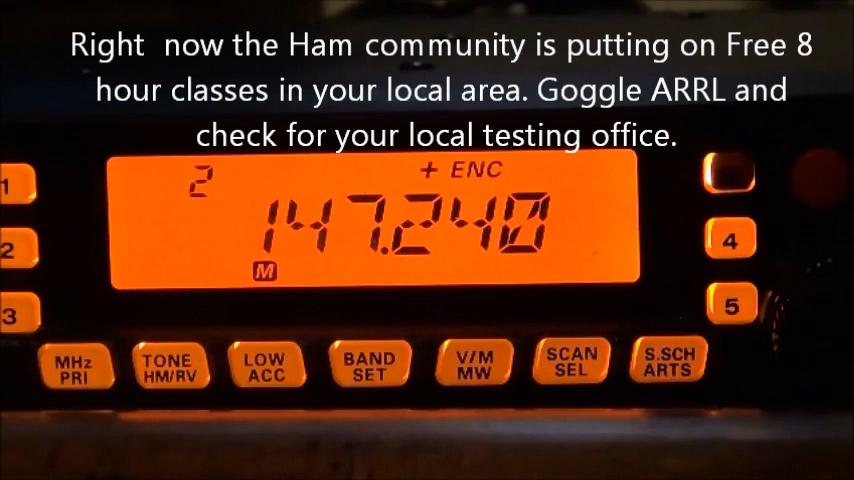 Right now the Ham community is putting on Free 8
hour classes in your local area. Goggle ARRL and
check for your local testing office.
2
+ ENC
147.240
M
1
2
3
4
5
MHz
PRI
TONE
HM/RV
LOW
ACC
BAND
SET
V/M
MW
SCAN
SEL
S.SCH
ARTS